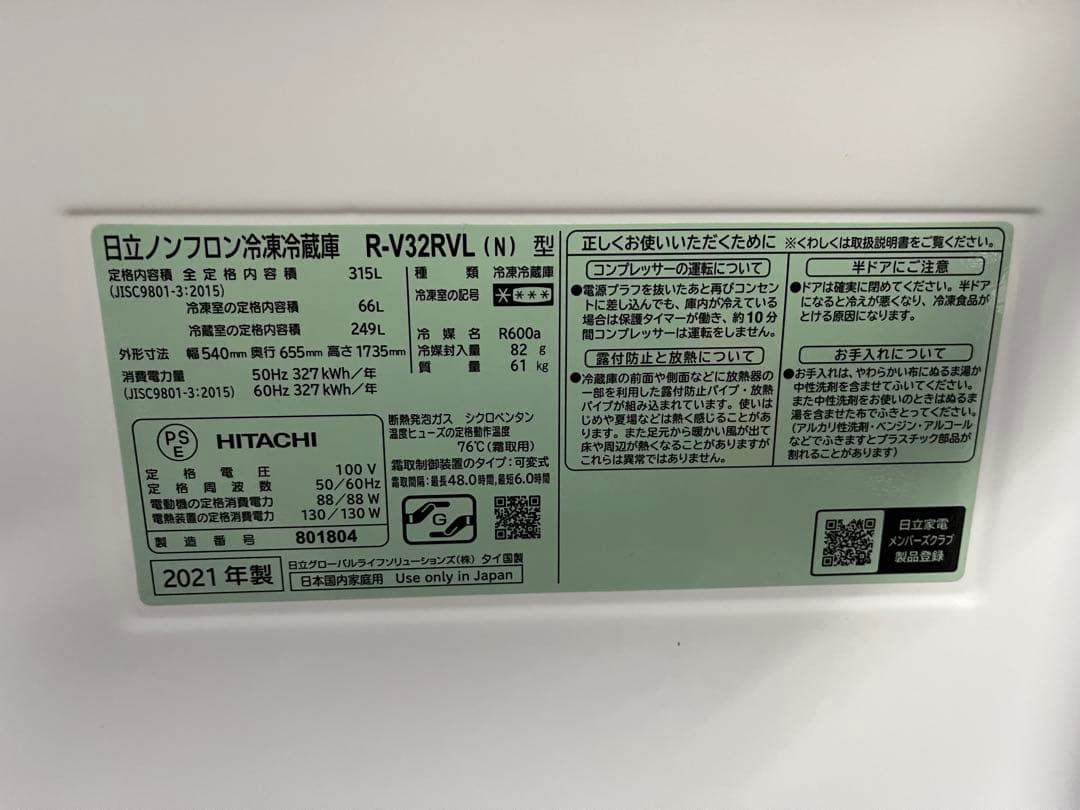 日立ノンフロン冷凍冷蔵庫 R-V32RVL (N) 型
定格内容積 全定格内容積 315L
(JISC9801-3:2015)
冷凍室の定格内容積 66L
冷蔵室の定格内容積 249L
外形寸法 幅540mm 奥行655mm 高さ1735mm
消費電力量 50Hz 327kWh/年
(JISC9801-3:2015) 60Hz 327kWh/年
種類 冷凍冷蔵庫
冷凍室の記号 ****
冷媒名 R600a
冷媒封入量 82 g
質量 61 kg
PSE HITACHI
定格電圧 100V
定格周波数 50/60Hz
電動機の定格消費電力 88/88W
電熱装置の定格消費電力 130/130W
製造番号 801804
断熱発泡ガス シクロペンタン
温度ヒューズの定格動作温度
76℃(霜取用)
霜取制御装置のタイプ:可変式
霜取間隔:最長48.0時間,最短6.0時間
G
2021年製
日立グローバルライフソリューションズ(株) タイ国製
日本国内家庭用 Use only in Japan
正しくお使いいただくために ※くわしくは取扱説明書をご覧ください。
コンプレッサーの運転について
●電源プラフを抜いたあと再びコンセン
トに差し込んでも、庫内が冷えている
場合は保護タイマーが働き、約10分
間コンプレッサーは運転をしません。
露付防止と放熱について
●冷蔵庫の前面や側面などに放熱器の
一部を利用した露付防止パイプ・放熱
パイプが組み込まれています。使いは
じめや夏場などは熱く感じることがあ
ります。また足元から暖かい風が出て
床や周辺が熱くなることがありますが
これらは異常ではありません。
半ドアにご注意
●ドアは確実に閉めてください。半ドア
になると冷えが悪くなり、冷凍食品が
とける原因になります。
お手入れについて
●お手入れは、やわらかい布にぬるま湯か
中性洗剤を含ませてふいてください。
また中性洗剤をお使いのときはぬるま
湯を含ませた布でふきとってください。
(アルカリ性洗剤・ベンジン・アルコール
などでふきますとプラスチック部品が
割れることがあります)
日立家電
メンバーズクラブ
製品登録